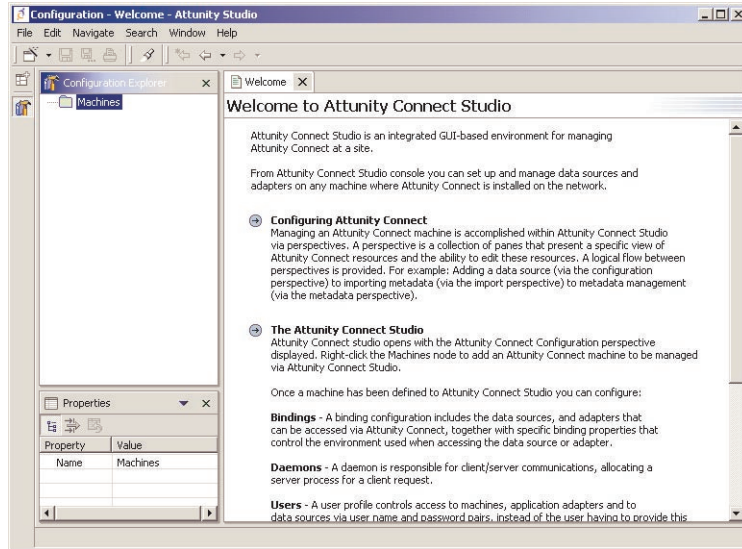 Configuration - Welcome - Attunity Studio
File Edit Navigate Search Window Help
Configuration Explorer
Welcome
Machines
Welcome to Attunity Connect Studio
Attunity Connect Studio is an integrated GUI-based environment for managing
Attunity Connect at a site.
From Attunity Connect Studio console you can set up and manage data sources and
adapters on any machine where Attunity Connect is installed on the network.
Configuring Attunity Connect
Managing an Attunity Connect machine is accomplished within Attunity Connect Studio
via perspectives. A perspective is a collection of panes that present a specific view of
Attunity Connect resources and the ability to edit these resources. A logical flow between
perspectives is provided. For example: Adding a data source (via the configuration
perspective) to importing metadata (via the import perspective) to metadata management
(via the metadata perspective).
The Attunity Connect Studio
Attunity Connect studio opens with the Attunity Connect Configuration perspective
displayed. Right-click the Machines node to add an Attunity Connect machine to be managed
via Attunity Connect Studio.
Once a machine has been defined to Attunity Connect Studio you can configure:
Bindings - A binding configuration includes the data sources, and adapters that
can be accessed via Attunity Connect, together with specific binding properties that
control the environment used when accessing the data source or adapter.
Daemons - A daemon is responsible for client/server communications, allocating a
server process for a client request.
Users - A user profile controls access to machines, application adapters and to
data sources via user name and password pairs, instead of the user having to provide this
Properties
Property Value
Name Machines